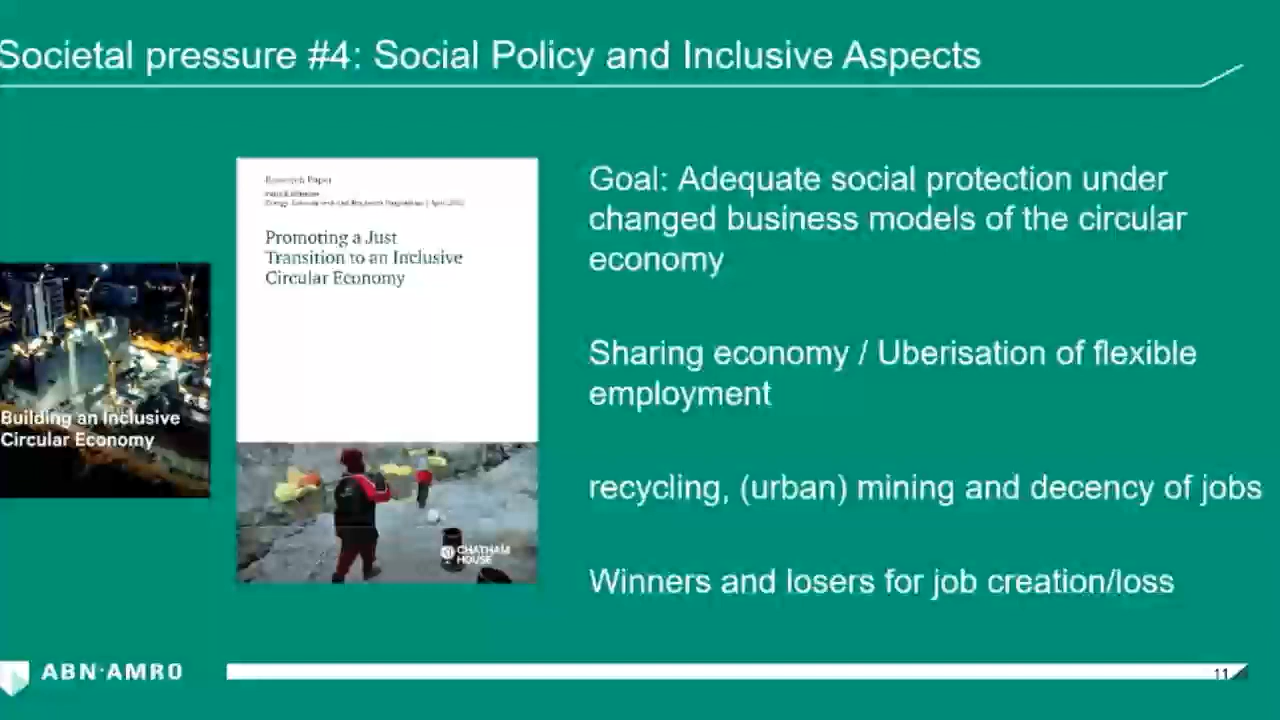 Societal pressure #4: Social Policy and Inclusive Aspects
Research Paper
Promoting a Just
Transition to an Inclusive
Circular Economy
CHATHAM
HOUSE
Building an Inclusive
Circular Economy
Goal: Adequate social protection under
changed business models of the circular
economy
Sharing economy / Uberisation of flexible
employment
recycling, (urban) mining and decency of jobs
Winners and losers for job creation/loss
ABN·AMRO
11